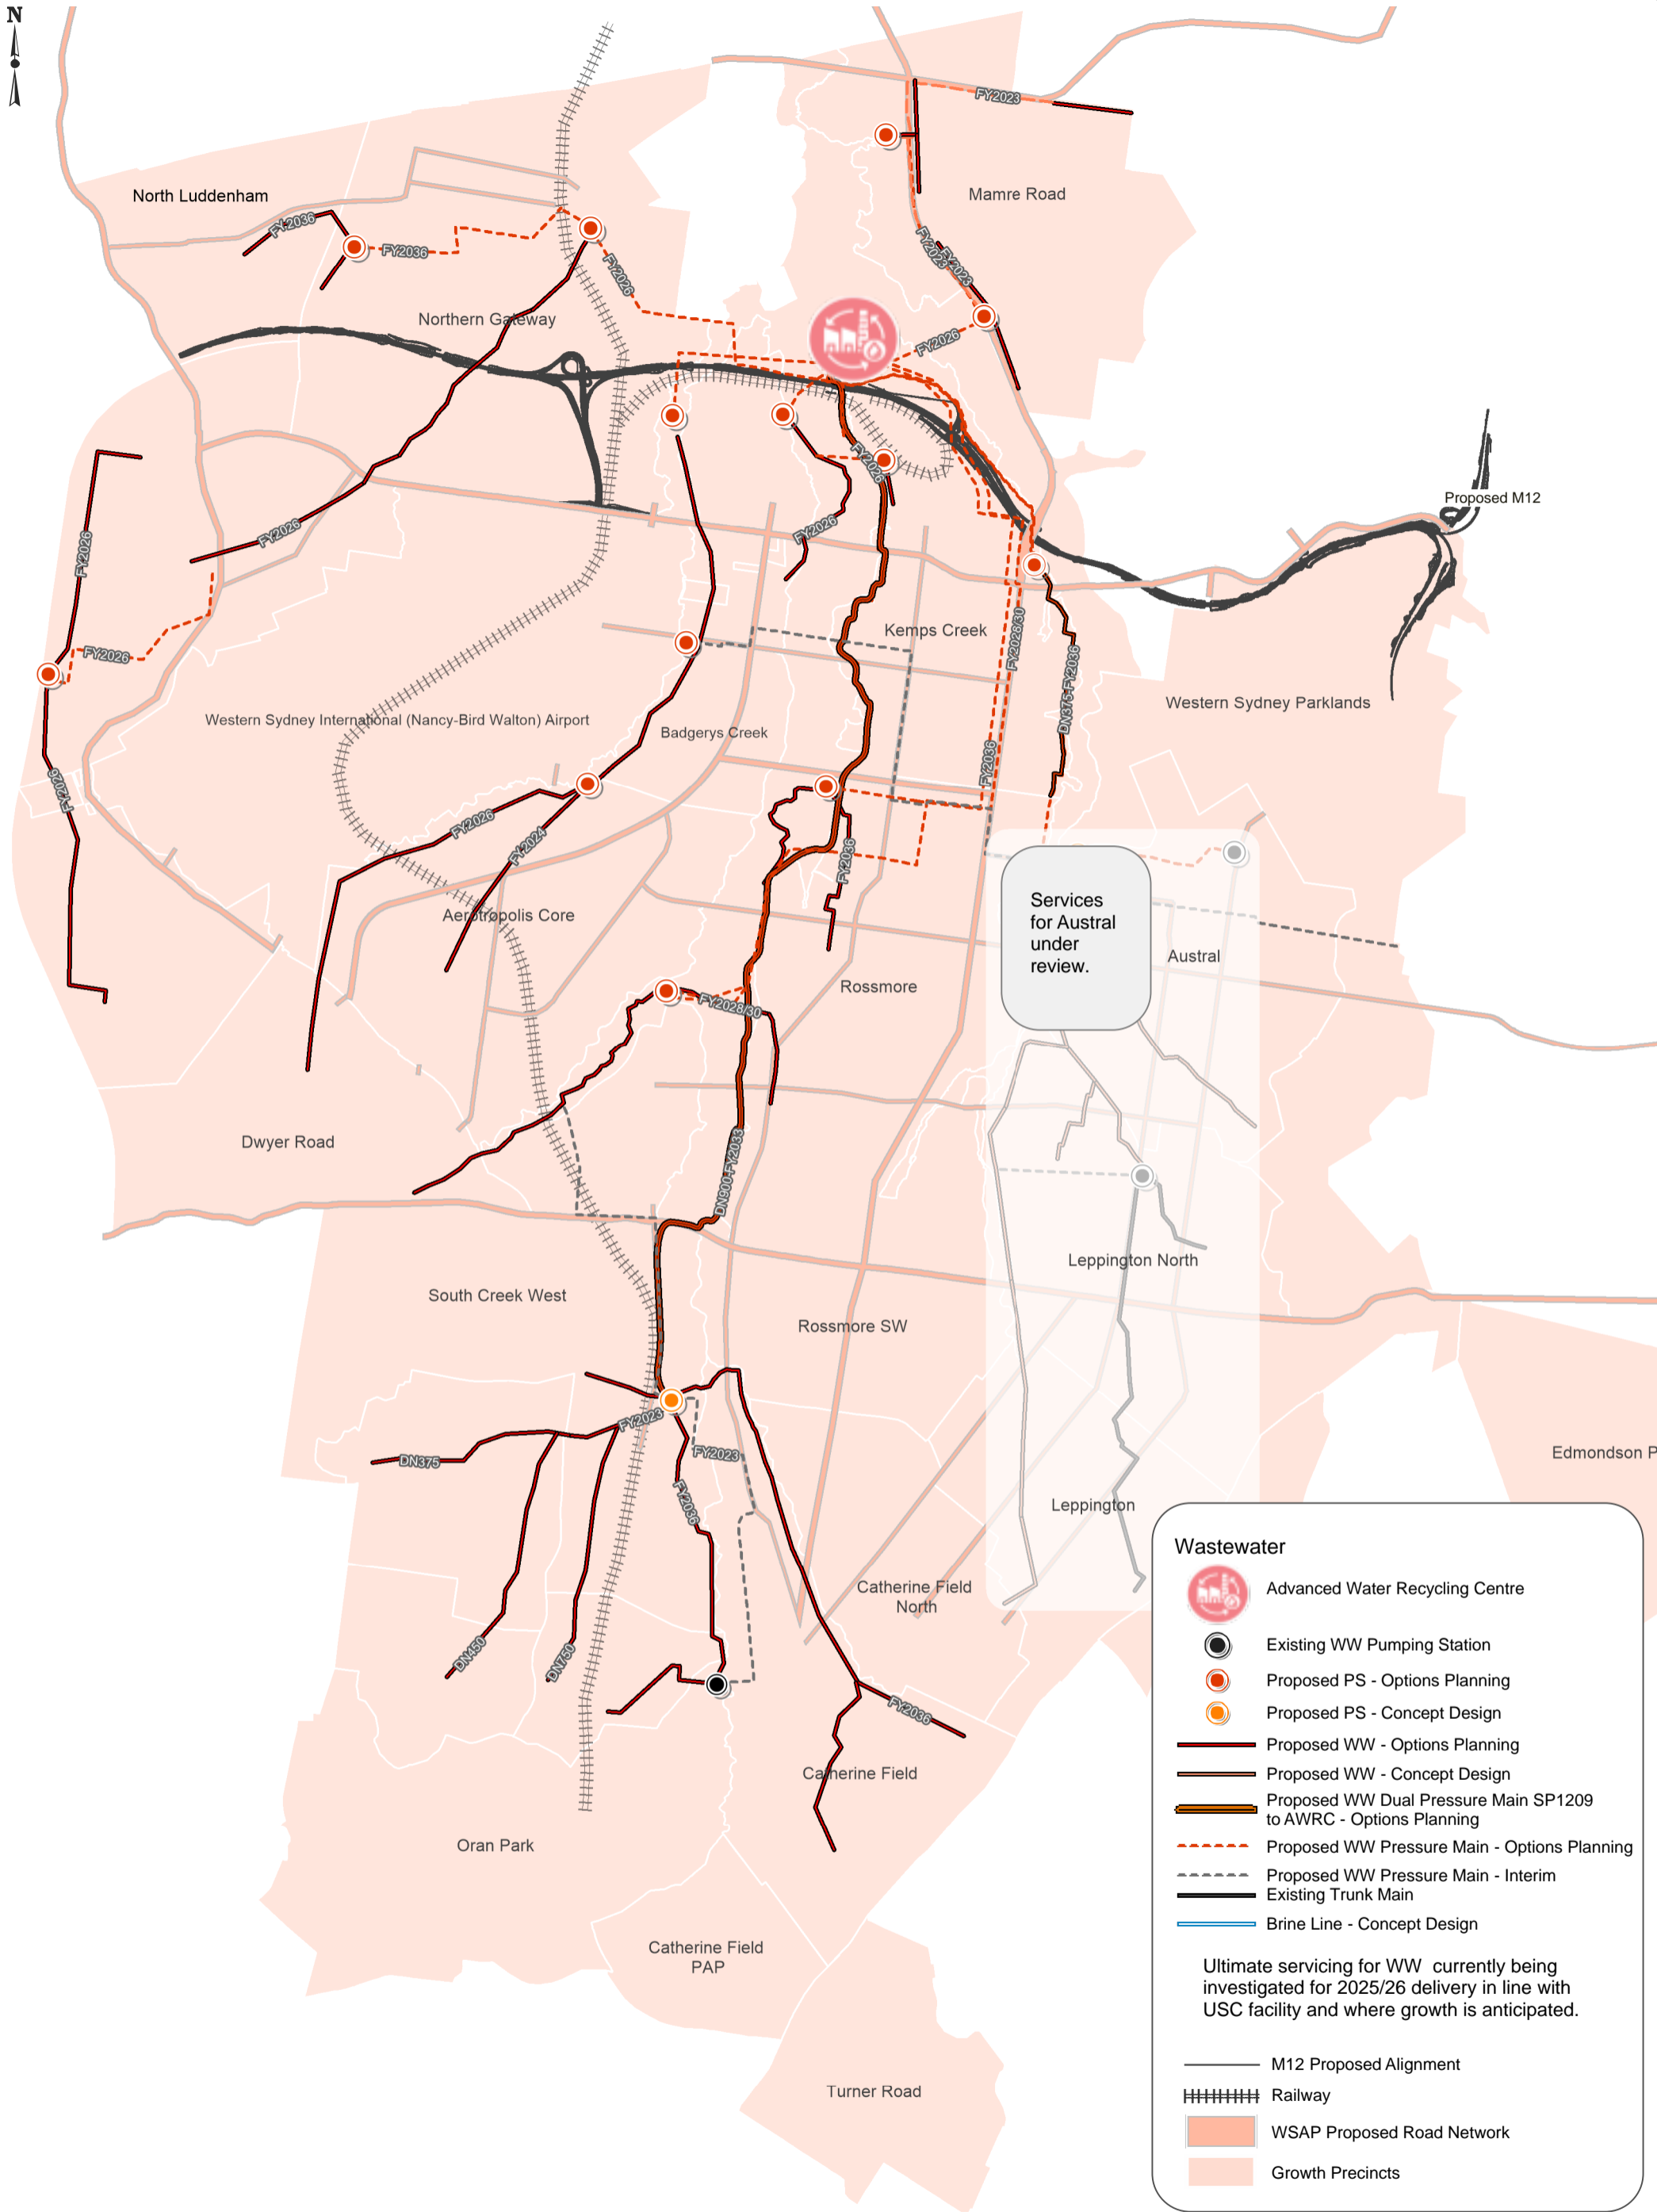 N
FY2023
North Luddenham
Mamre Road
FY2036
FY2036
FY2026
FY2023
FY2023
Northern Gateway
FY2026
FY2026
Proposed M12
FY2026
FY2026
FY2026
FY2026
Kemps Creek
FY2028/30
DN375-FY2036
Western Sydney Parklands
Western Sydney International (Nancy-Bird Walton) Airport
Badgerys Creek
FY2036
FY2026
FY2026
FY2024
FY2036
Aerotropolis Core
Services
for Austral
under
review.
Austral
Rossmore
FY2028/30
Dwyer Road
DN900-FY2033
Leppington North
South Creek West
Rossmore SW
FY2023
FY2023
DN375
FY2036
Edmondson P
Leppington
Catherine Field
North
DN450
DN750
FY2036
Catherine Field
Oran Park
Catherine Field
PAP
Turner Road
Wastewater
Advanced Water Recycling Centre
Existing WW Pumping Station
Proposed PS - Options Planning
Proposed PS - Concept Design
Proposed WW - Options Planning
Proposed WW - Concept Design
Proposed WW Dual Pressure Main SP1209
to AWRC - Options Planning
Proposed WW Pressure Main - Options Planning
Proposed WW Pressure Main - Interim
Existing Trunk Main
Brine Line - Concept Design
Ultimate servicing for WW  currently being
investigated for 2025/26 delivery in line with
USC facility and where growth is anticipated.
M12 Proposed Alignment
Railway
WSAP Proposed Road Network
Growth Precincts